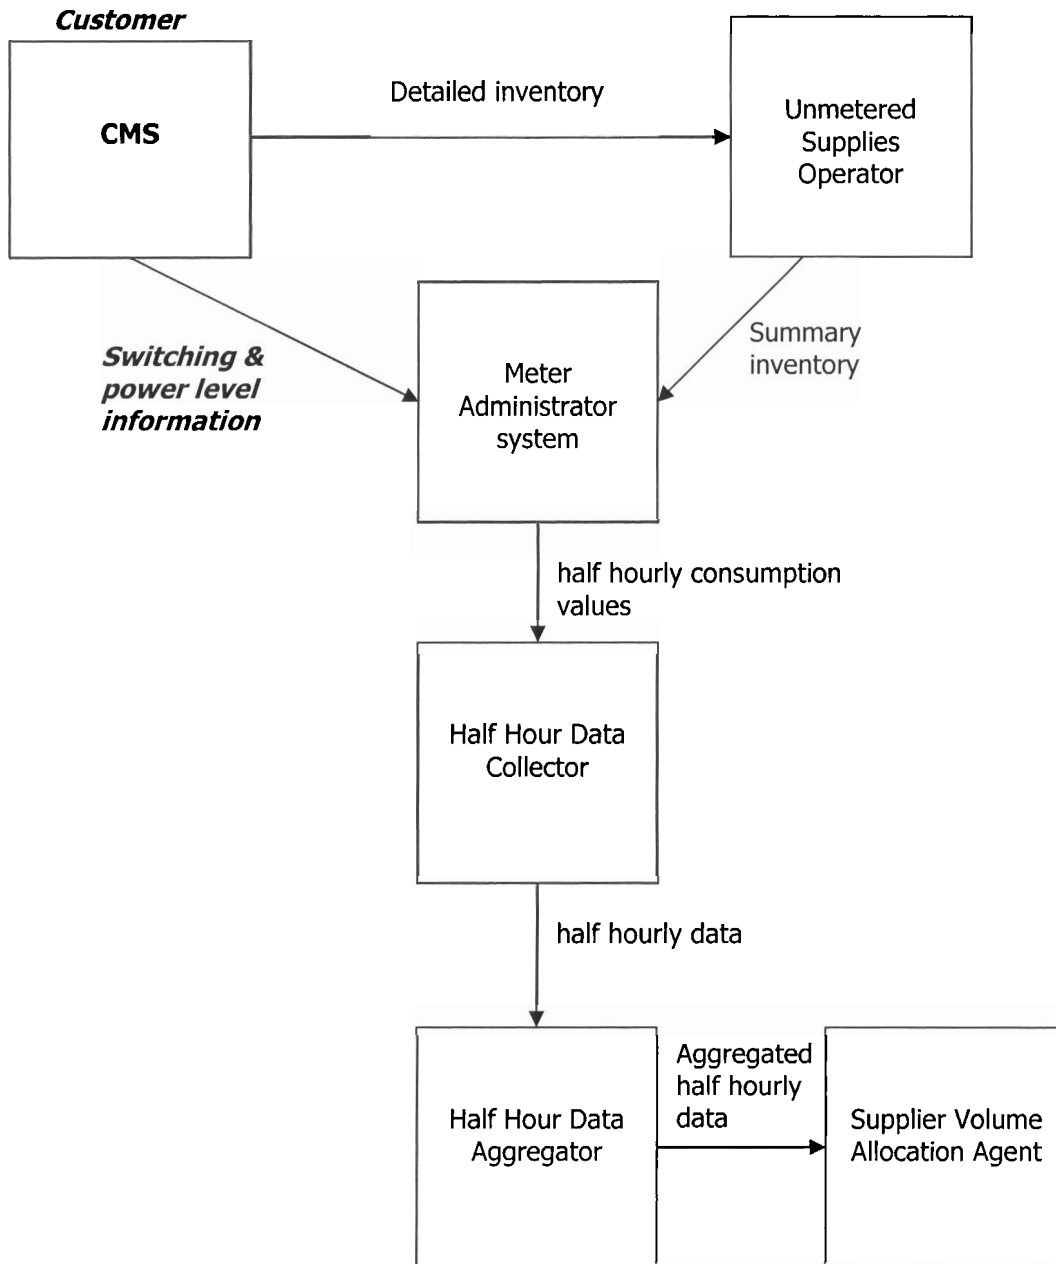 Customer
CMS
Detailed inventory
Unmetered
Supplies
Operator
Switching &
power level
information
Meter
Administrator
system
Summary
inventory
half hourly consumption
values
Half Hour Data
Collector
half hourly data
Half Hour Data
Aggregator
Aggregated
half hourly
data
Supplier Volume
Allocation Agent